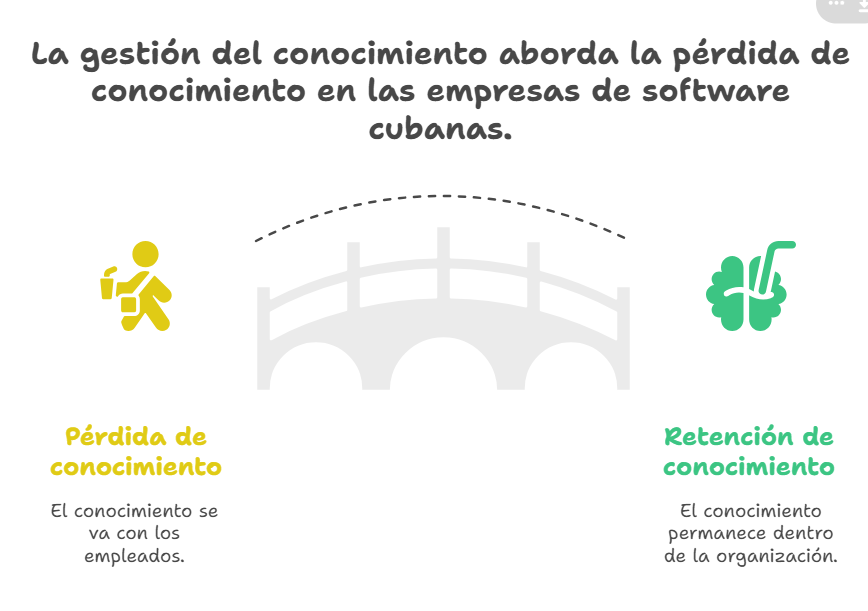 La gestión del conocimiento aborda la pérdida de
conocimiento en las empresas de software
cubanas.
Pérdida de
conocimiento
El conocimiento se
va con los
empleados.
Retención de
conocimiento
El conocimiento
permanece dentro
de la organización.